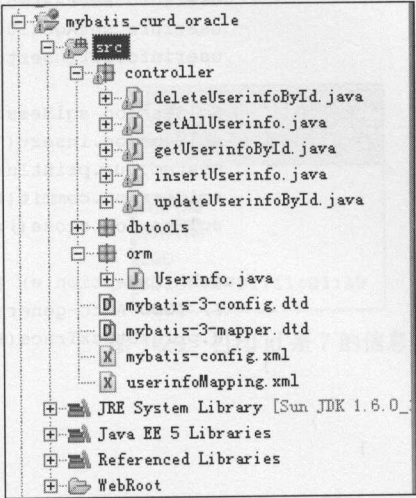 mybatis_curd_oracle
src
controller
deleteUserinfoById.java
getAllUserinfo.java
getUserinfoById.java
insertUserinfo.java
updateUserinfoById.java
dbtools
orm
Userinfo.java
mybatis-3-config.dtd
mybatis-3-mapper.dtd
mybatis-config.xml
userinfoMapping.xml
JRE System Library [Sun JDK 1.6.0_
Java EE 5 Libraries
Referenced Libraries
WebRoot